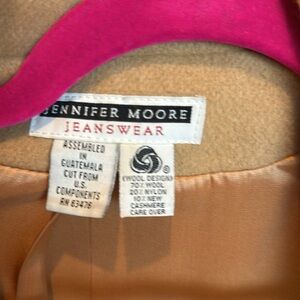 JENNIFER MOORE
JEANSWEAR
ASSEMBLED
IN
GUATEMALA
CUT FROM
U.S.
COMPONENTS
RN 83476
®
(WOOL DESIGN)
70% WOOL
20% NYLON
10% NEW
CASHMERE
CARE OVER